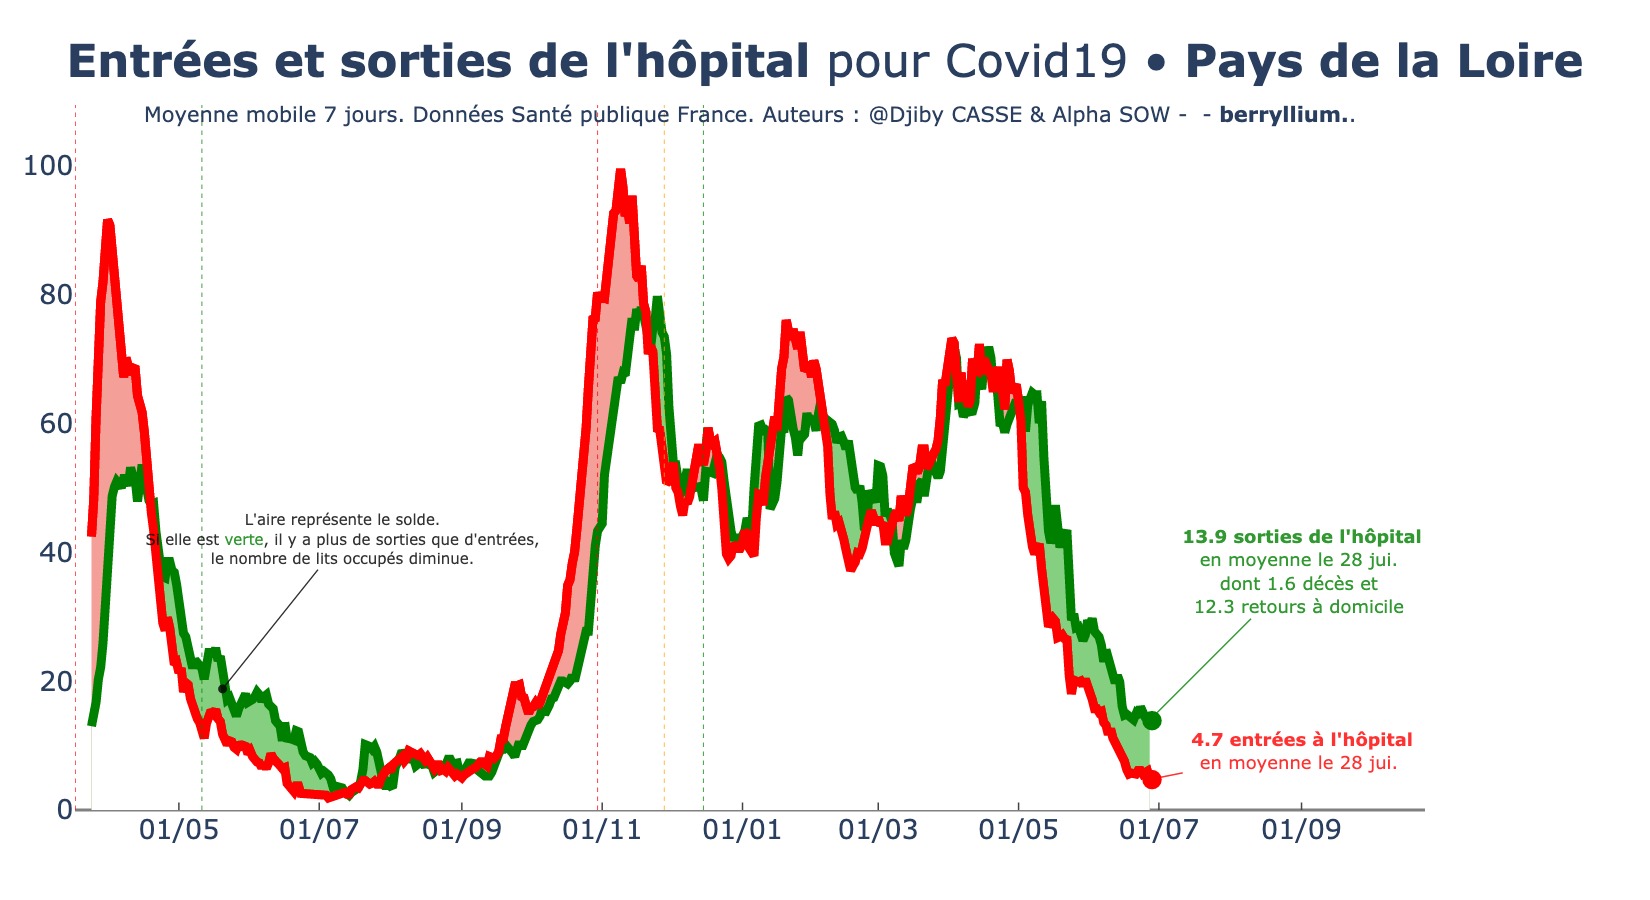 Entrées et sorties de l'hôpital pour Covid19 • Pays de la Loire
Moyenne mobile 7 jours. Données Santé publique France. Auteurs : @Djiby CASSE & Alpha SOW -  - berryllium..
100
80
60
40
20
0
L'aire représente le solde.
Si elle est verte, il y a plus de sorties que d'entrées,
le nombre de lits occupés diminue.
13.9 sorties de l'hôpital
en moyenne le 28 jui.
dont 1.6 décès et
12.3 retours à domicile
4.7 entrées à l'hôpital
en moyenne le 28 jui.
01/05 01/07 01/09 01/11 01/01 01/03 01/05 01/07 01/09